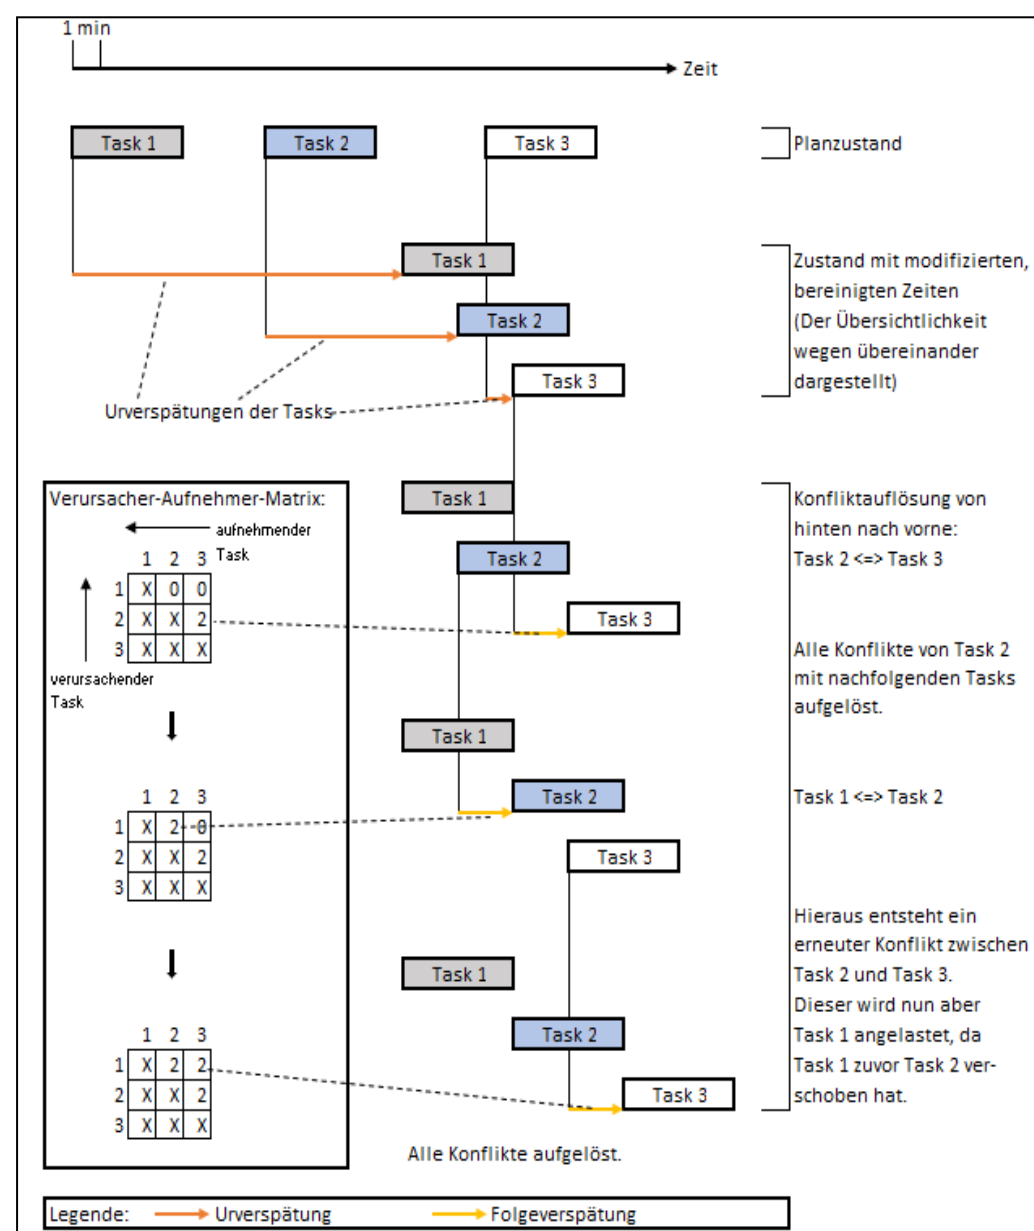 1 min
Zeit
Task 1 Task 2 Task 3
Planzustand
Task 1
Task 2
Task 3
Zustand mit modifizierten,
bereinigten Zeiten
(Der Übersichtlichkeit
wegen übereinander
dargestellt)
Urverspätungen der Tasks
Verursacher-Aufnehmer-Matrix:
aufnehmender
Task
1 2 3
1 X 0 0
2 X X 2
3 X X X
verursachender
Task
1 2 3
1 X 2 0
2 X X 2
3 X X X
1 2 3
1 X 2 2
2 X X 2
3 X X X
Task 1
Task 2
Task 3
Konfliktauflösung von
hinten nach vorne:
Task 2 <=> Task 3
Alle Konflikte von Task 2
mit nachfolgenden Tasks
aufgelöst.
Task 1
Task 2
Task 3
Task 1 <=> Task 2
Task 1
Task 2
Task 3
Hieraus entsteht ein
erneuter Konflikt zwischen
Task 2 und Task 3.
Dieser wird nun aber
Task 1 angelastet, da
Task 1 zuvor Task 2 ver-
schoben hat.
Alle Konflikte aufgelöst.
Legende: Urverspätung Folgeverspätung